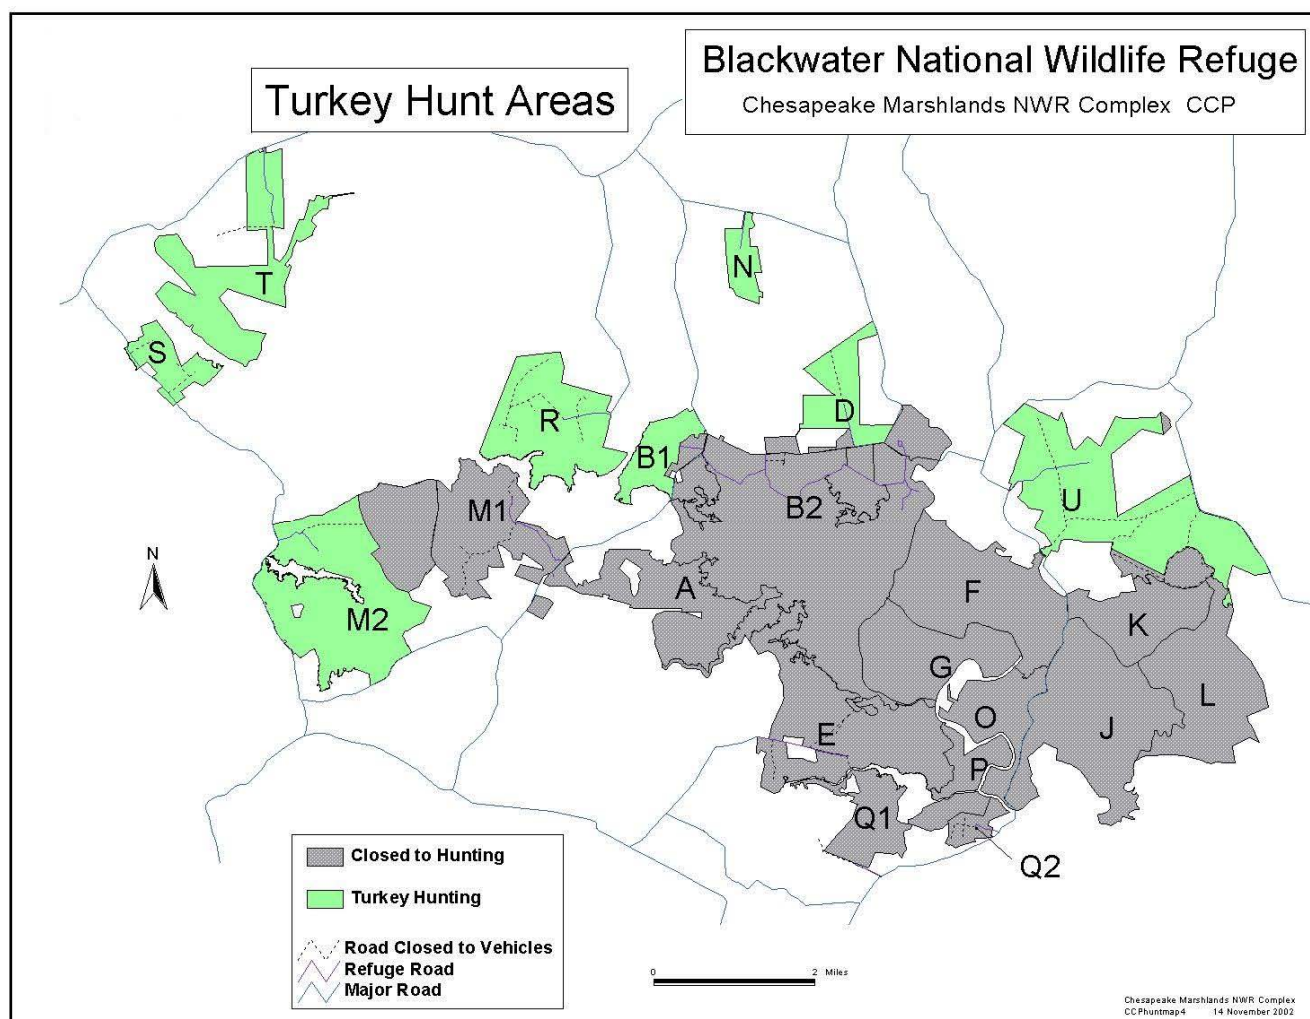 Blackwater National Wildlife Refuge
Chesapeake Marshlands NWR Complex CCP
Turkey Hunt Areas
T
N
S
D
R
B1
U
M1
B2
N
A
F
K
M2
G
L
O
J
E
P
Q1
Q2
Closed to Hunting
Turkey Hunting
Road Closed to Vehicles
Refuge Road
Major Road
0 2 Miles
Chesapeake Marshlands NWR Complex
CCPhuntmap4 14 November 2002